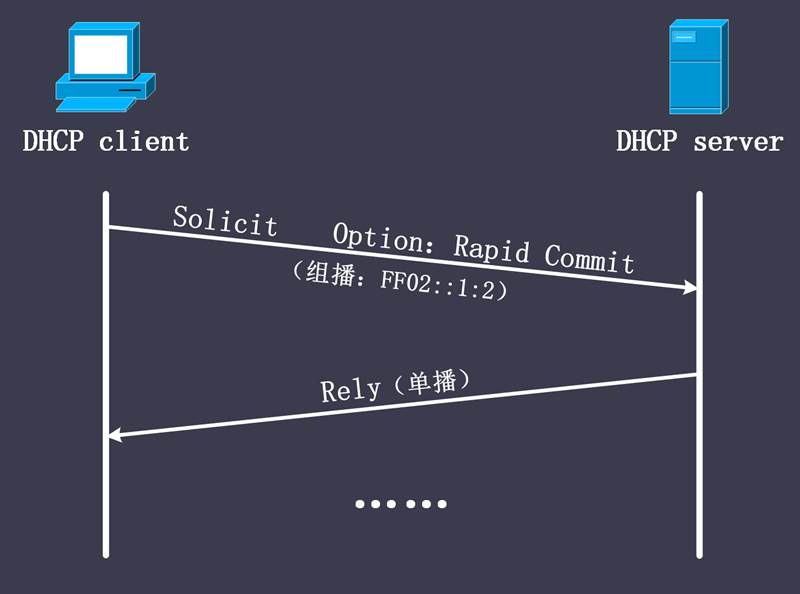 DHCP client
DHCP server
Solicit Option：Rapid Commit
（组播：FF02::1:2）
Rely（单播）
……